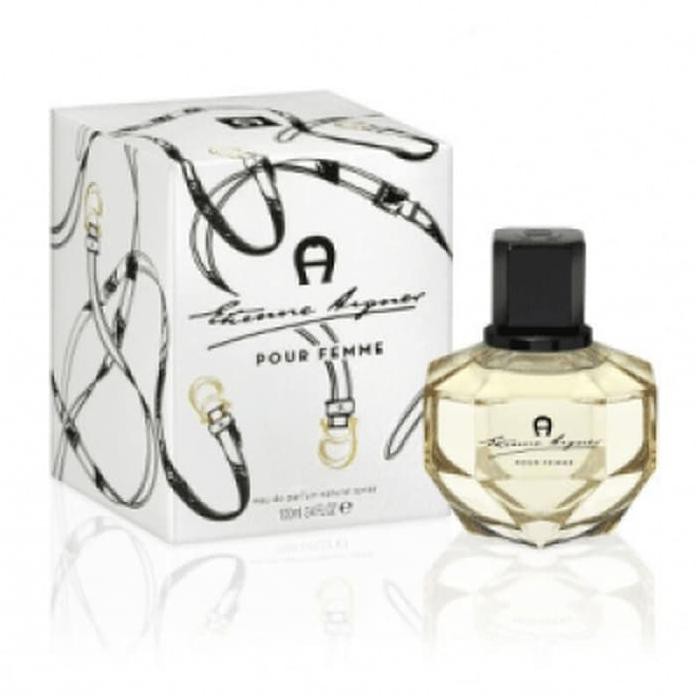 A
Etienne Aigner
POUR FEMME
eau de parfum natural spray
100ml 3.4FL.OZ ℮
A
Etienne Aigner
POUR FEMME